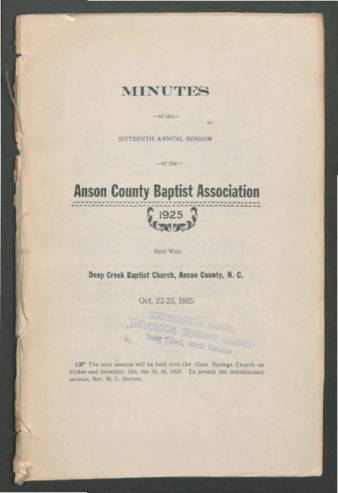 MINUTES
—of the—
SIXTEENTH ANNUAL SESSION
—of the—
Anson County Baptist Association
1925
Held With
Deep Creek Baptist Church, Anson County, N. C.
Oct. 22-23, 1925
SOUTHEASTERN BAPTIST
THEOLOGICAL SEMINARY LIBRARY
Wake Forest, North Carolina
☞ The next session will be held with the Gum Springs Church on
Friday and Saturday, Oct. the 29, 30, 1926. To preach the introductory
sermon, Rev. M. L. Dorton.